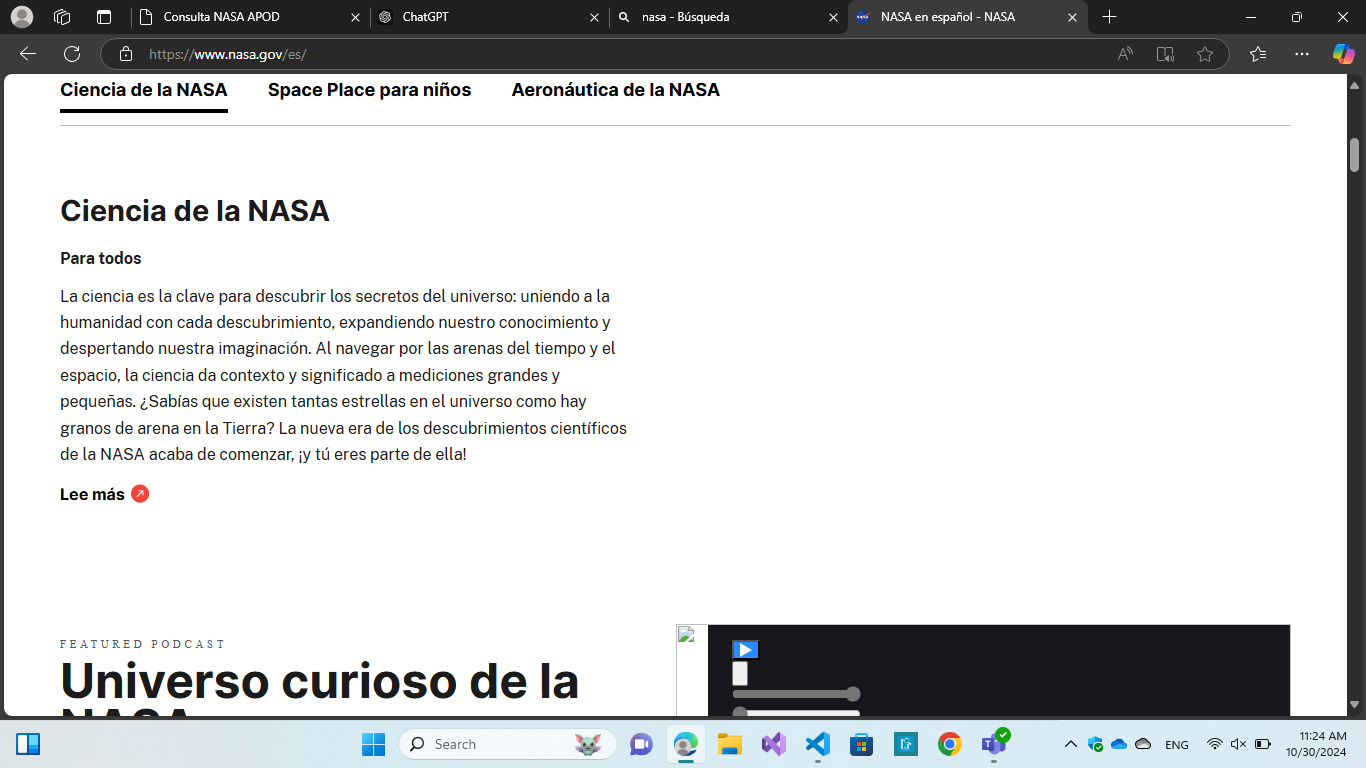 Consulta NASA APOD
ChatGPT
nasa - Búsqueda
NASA en español - NASA
https://www.nasa.gov/es/
Ciencia de la NASA
Space Place para niños
Aeronáutica de la NASA
Ciencia de la NASA
Para todos
La ciencia es la clave para descubrir los secretos del universo: uniendo a la
humanidad con cada descubrimiento, expandiendo nuestro conocimiento y
despertando nuestra imaginación. Al navegar por las arenas del tiempo y el
espacio, la ciencia da contexto y significado a mediciones grandes y
pequeñas. ¿Sabías que existen tantas estrellas en el universo como hay
granos de arena en la Tierra? La nueva era de los descubrimientos científicos
de la NASA acaba de comenzar, ¡y tú eres parte de ella!
Lee más
FEATURED PODCAST
Universo curioso de la
NASA
Search
ENG
11:24 AM
10/30/2024